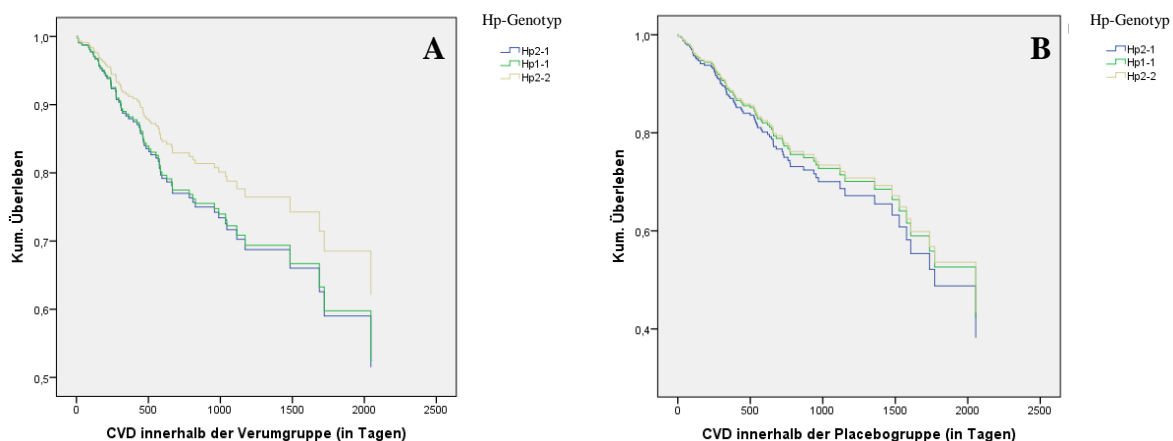 Hp-Genotyp
Hp2-1
Hp1-1
Hp2-2
A
1,0
0,9
0,8
0,7
0,6
0,5
Kum. Überleben
0
500
1000
1500
2000
2500
CVD innerhalb der Verumgruppe (in Tagen)
Hp-Genotyp
Hp2-1
Hp1-1
Hp2-2
B
1,0
0,8
0,6
0,4
Kum. Überleben
0
500
1000
1500
2000
2500
CVD innerhalb der Placebogruppe (in Tagen)